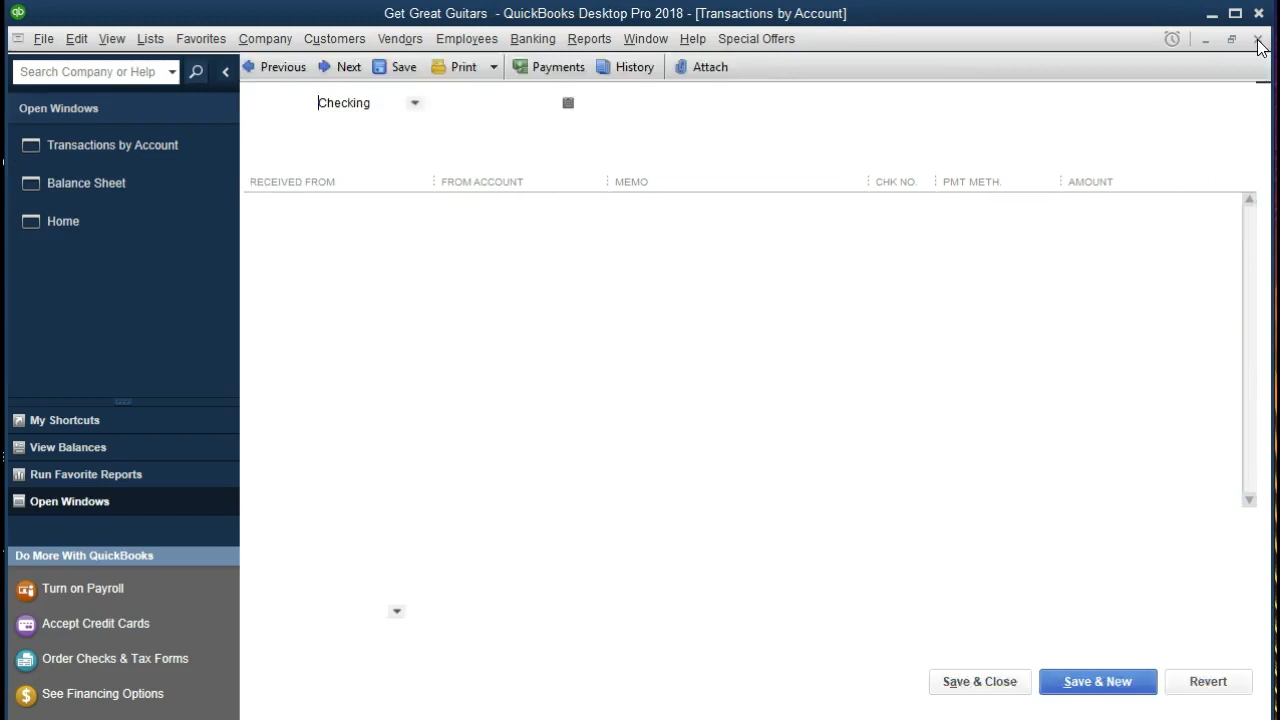 qb
Get Great Guitars - QuickBooks Desktop Pro 2018 - [Transactions by Account]
File Edit View Lists Favorites Company Customers Vendors Employees Banking Reports Window Help Special Offers
Search Company or Help
Previous Next Save Print Payments History Attach
Open Windows
Checking
Transactions by Account
Balance Sheet
Home
RECEIVED FROM FROM ACCOUNT MEMO CHK NO. PMT METH. AMOUNT
My Shortcuts
View Balances
Run Favorite Reports
Open Windows
Do More With QuickBooks
Turn on Payroll
Accept Credit Cards
Order Checks & Tax Forms
See Financing Options
Save & Close Save & New Revert